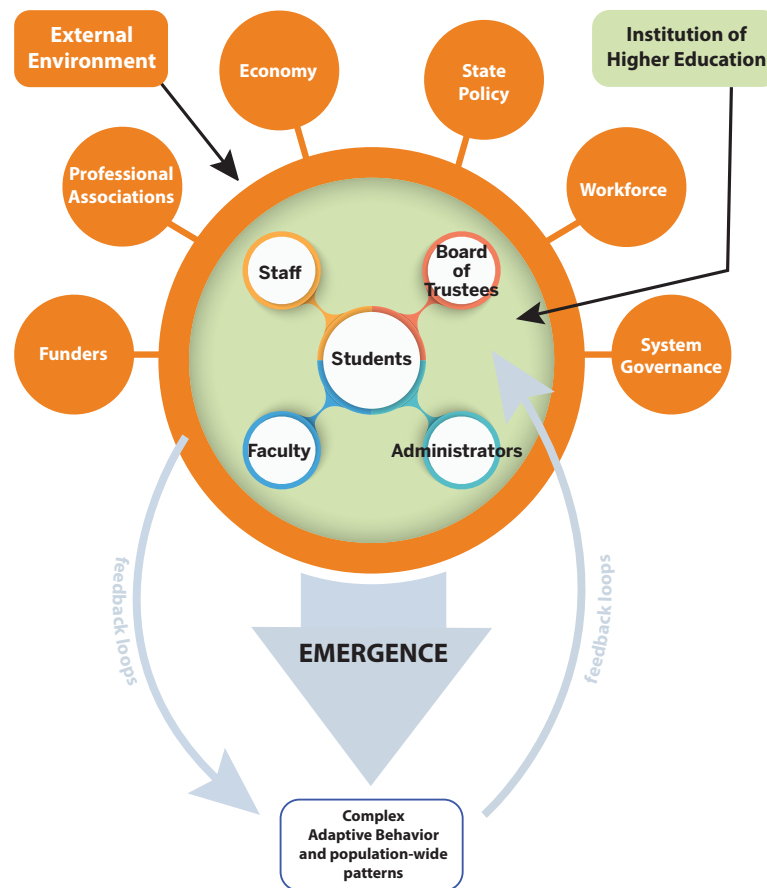 External
Environment
Economy
State
Policy
Institution of
Higher Education
Professional
Associations
Workforce
Staff
Board
of
Trustees
Funders
Students
System
Governance
Faculty
Administrators
feedback loops
feedback loops
EMERGENCE
Complex
Adaptive Behavior
and population-wide
patterns